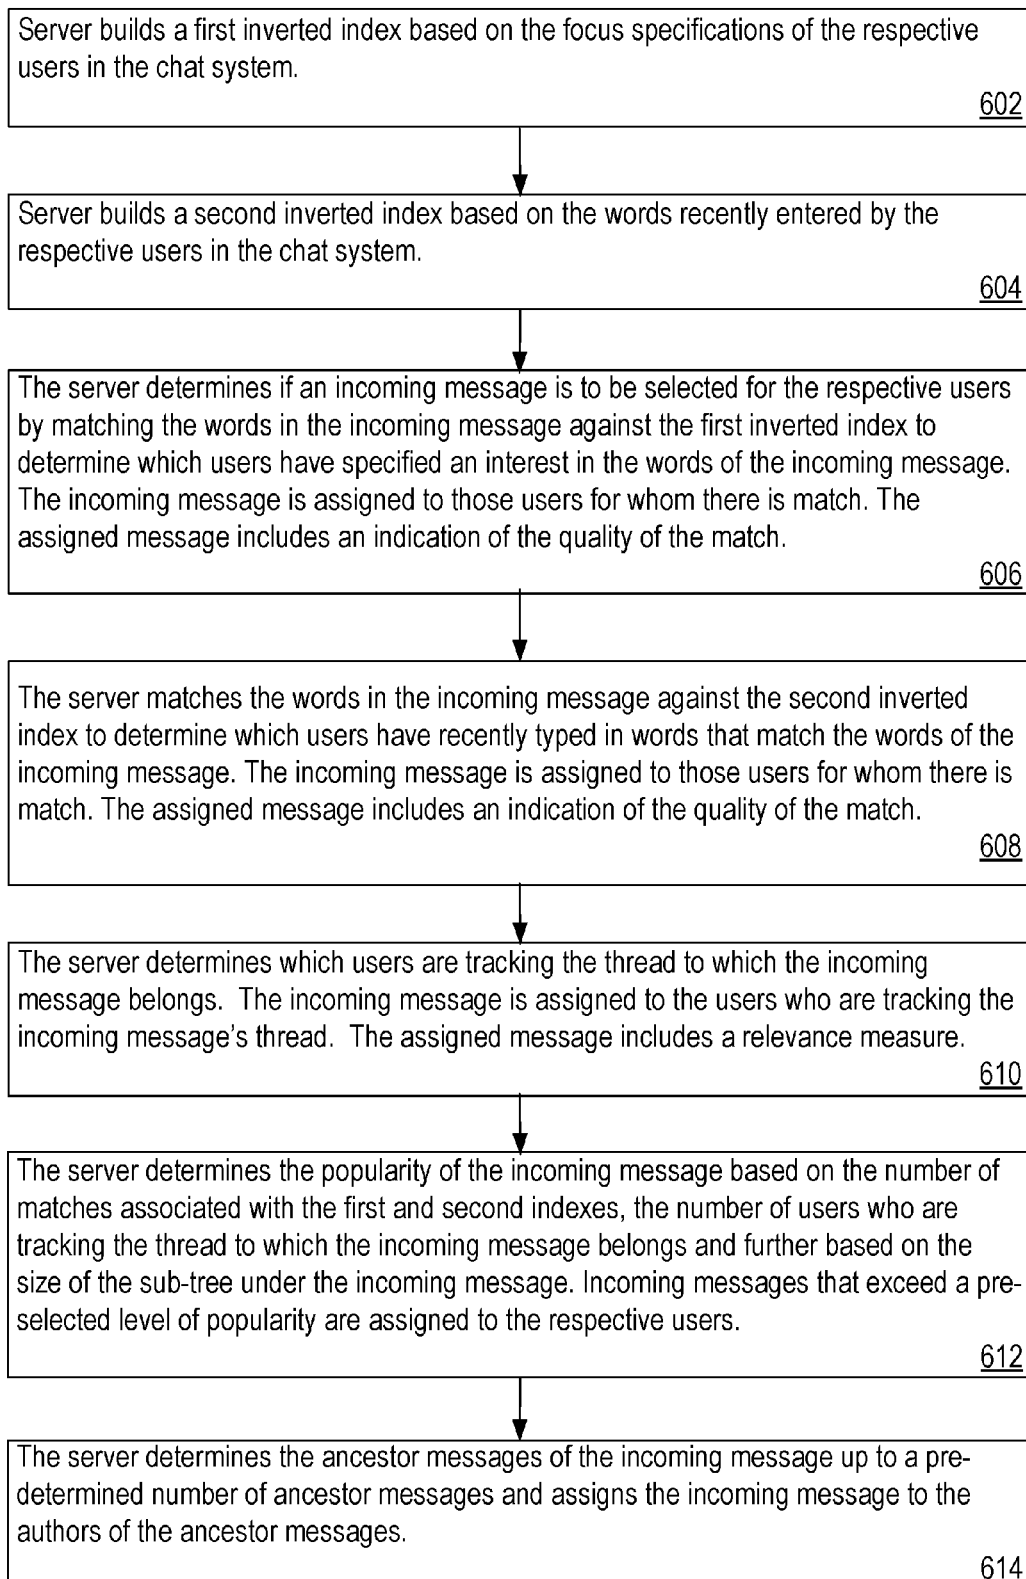 Server builds a first inverted index based on the focus specifications of the respective
users in the chat system.
602
Server builds a second inverted index based on the words recently entered by the
respective users in the chat system.
604
The server determines if an incoming message is to be selected for the respective users
by matching the words in the incoming message against the first inverted index to
determine which users have specified an interest in the words of the incoming message.
The incoming message is assigned to those users for whom there is match. The
assigned message includes an indication of the quality of the match.
606
The server matches the words in the incoming message against the second inverted
index to determine which users have recently typed in words that match the words of the
incoming message. The incoming message is assigned to those users for whom there is
match. The assigned message includes an indication of the quality of the match.
608
The server determines which users are tracking the thread to which the incoming
message belongs.  The incoming message is assigned to the users who are tracking the
incoming message's thread.  The assigned message includes a relevance measure.
610
The server determines the popularity of the incoming message based on the number of
matches associated with the first and second indexes, the number of users who are
tracking the thread to which the incoming message belongs and further based on the
size of the sub-tree under the incoming message. Incoming messages that exceed a pre-
selected level of popularity are assigned to the respective users.
612
The server determines the ancestor messages of the incoming message up to a pre-
determined number of ancestor messages and assigns the incoming message to the
authors of the ancestor messages.
614